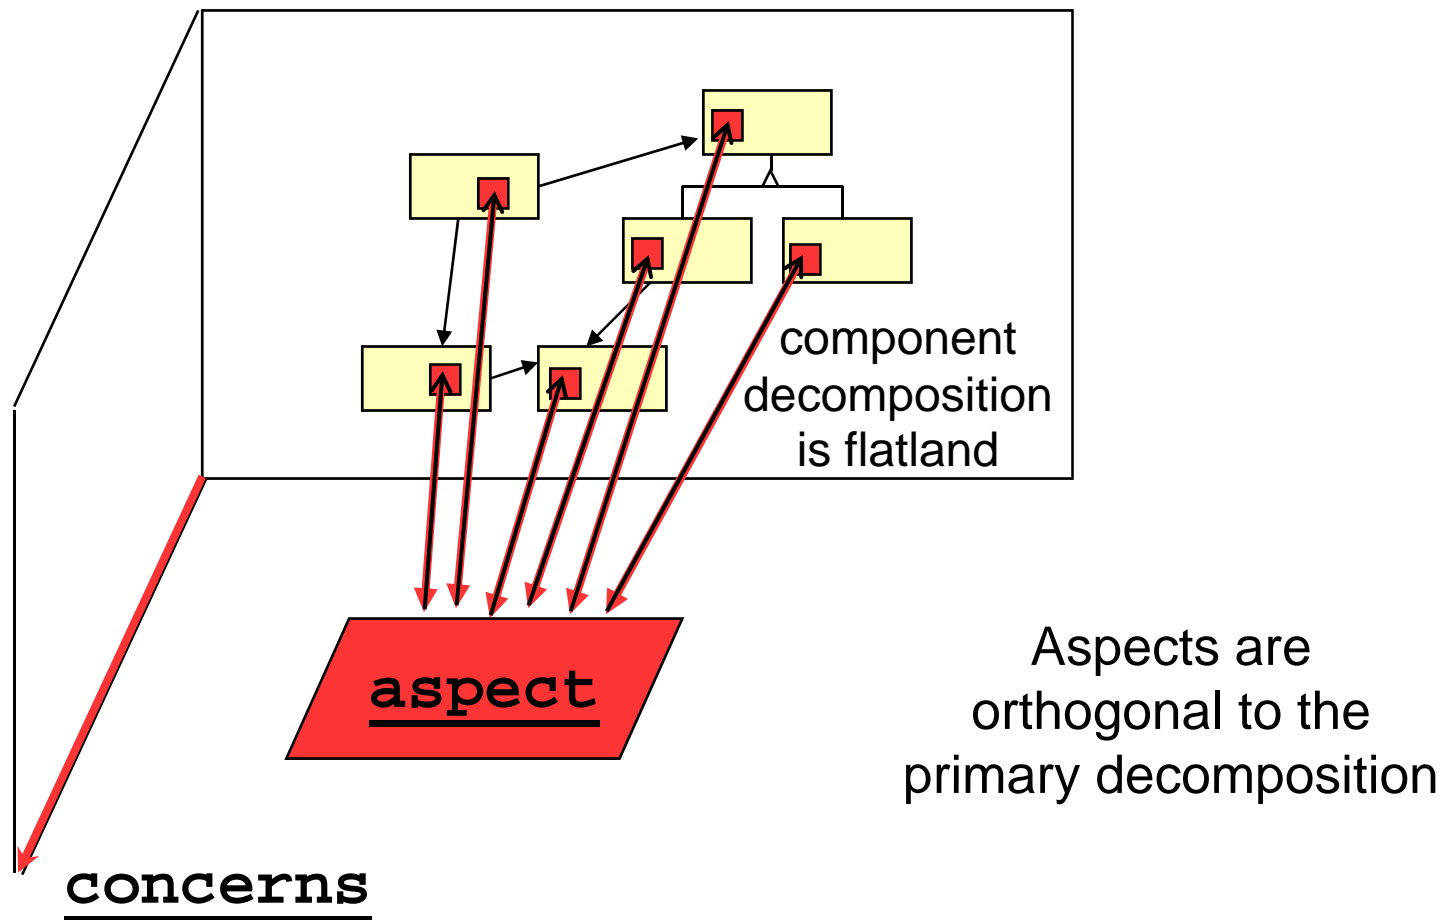 component
decomposition
is flatland
aspect
Aspects are
orthogonal to the
primary decomposition
concerns